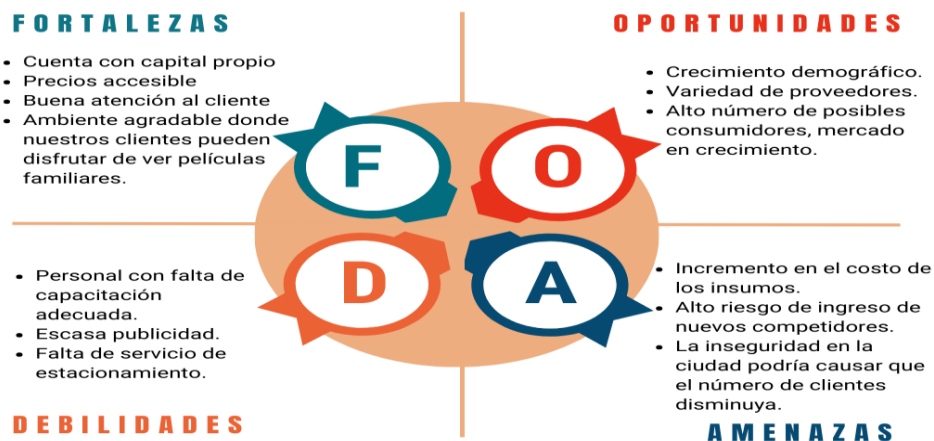 FORTALEZAS
• Cuenta con capital propio
• Precios accesible
• Buena atención al cliente
• Ambiente agradable donde
nuestros clientes pueden
disfrutar de ver películas
familiares.
OPORTUNIDADES
• Crecimiento demográfico.
• Variedad de proveedores.
• Alto número de posibles
consumidores, mercado
en crecimiento.
F
O
D
A
• Personal con falta de
capacitación
adecuada.
• Escasa publicidad.
• Falta de servicio de
estacionamiento.
DEBILIDADES
• Incremento en el costo de
los insumos.
• Alto riesgo de ingreso de
nuevos competidores.
• La inseguridad en la
ciudad podría causar que
el número de clientes
disminuya.
AMENAZAS